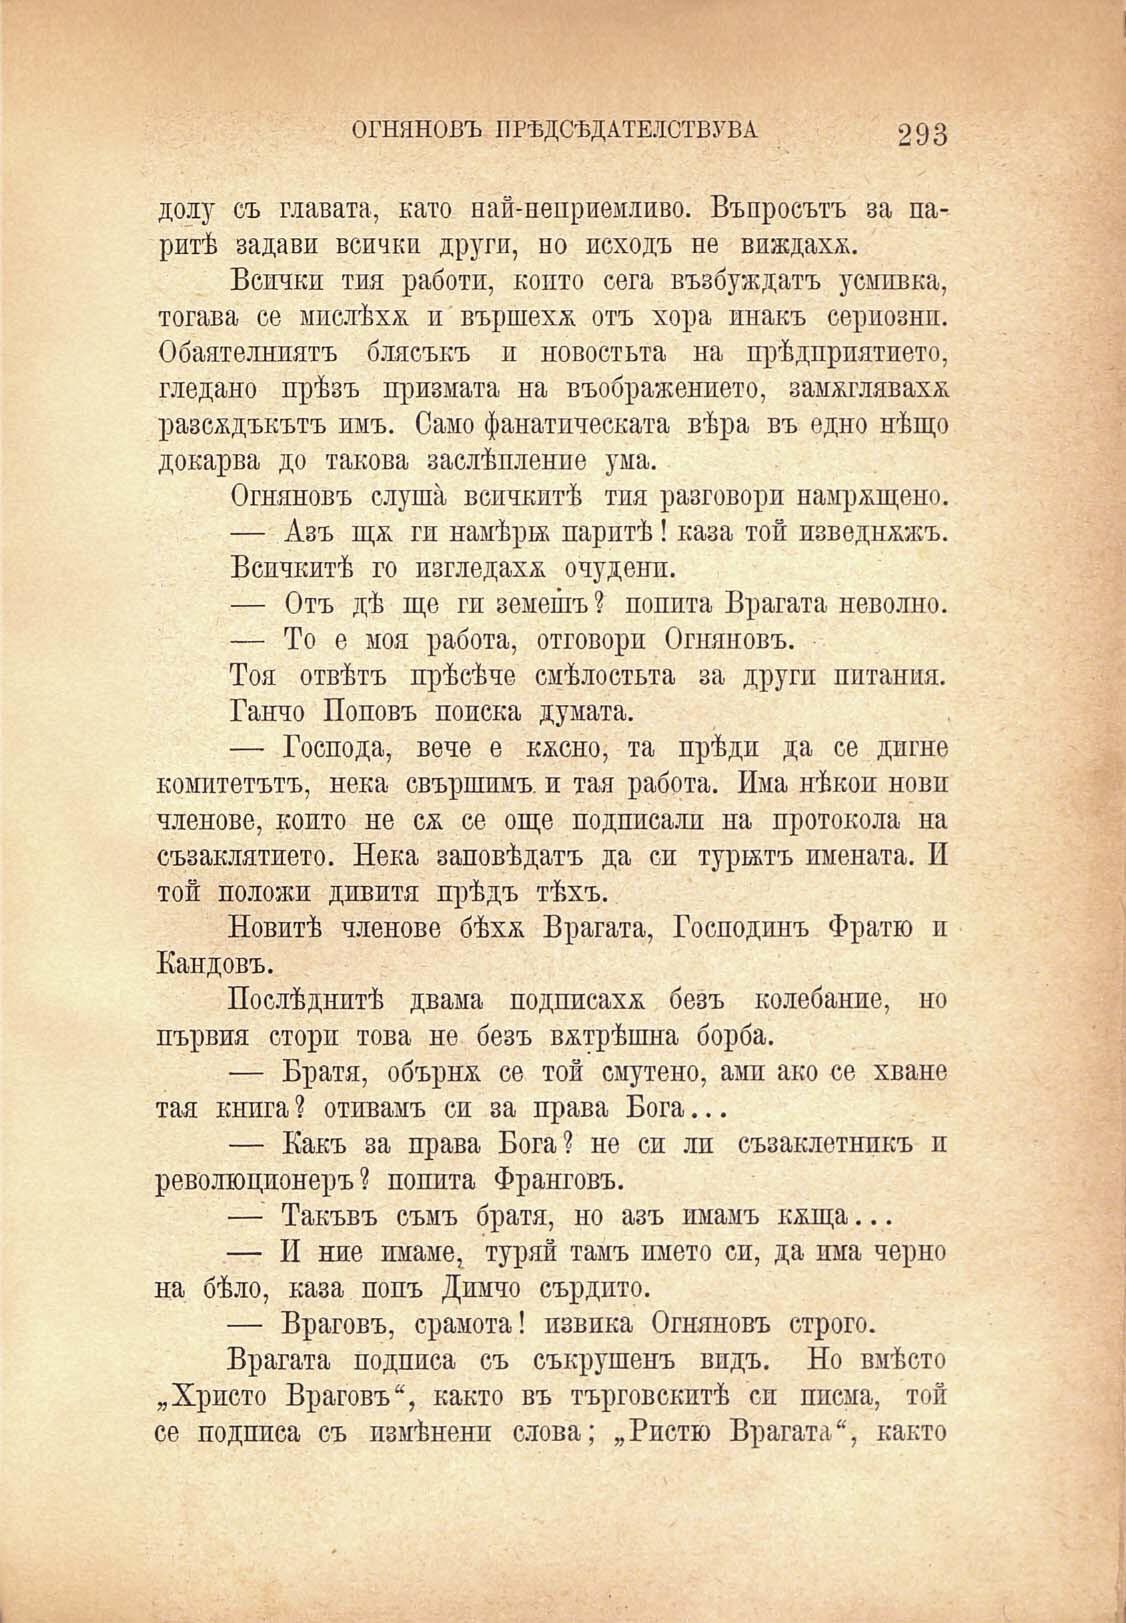 ОГНЯНОВЪ ПРѢДСѢДАТЕЛСТВУВА 293
долу съ главата, като най-неприемливо. Въпросътъ за па-
ритѣ задави всички други, но исходъ не виждахѫ.
Всички тия работи, които сега възбуждатъ усмивка,
тогава се мислѣхѫ и вършехѫ отъ хора инакъ сериозни.
Обаятелниятъ блясъкъ и новостьта на прѣдприятието,
гледано прѣзъ призмата на въображението, замѫглявахѫ
разсѫдъкътъ имъ. Само фанатическата вѣра въ едно нѣщо
докарва до такова заслѣпление ума.
Огняновъ слушà всичкитѣ тия разговори намрѫщено.
— Азъ щѫ ги намѣрѭ паритѣ! каза той изведнѫжъ.
Всичкитѣ го изгледахѫ очудени.
— Отъ дѣ ще ги земешъ? попита Врагата неволно.
— То е моя работа, отговори Огняновъ.
Тоя отвѣтъ прѣсѣче смѣлостьта за други питания.
Ганчо Поповъ поиска думата.
— Господа, вече е кѫсно, та прѣди да се дигне
комитетътъ, нека свършимъ и тая работа. Има нѣкои нови
членове, които не сѫ се още подписали на протокола на
съзаклятието. Нека заповѣдатъ да си турѭтъ имената. И
той положи дивитя прѣдъ тѣхъ.
Новитѣ членове бѣхѫ Врагата, Господинъ Фратю и
Кандовъ.
Послѣднитѣ двама подписахѫ безъ колебание, но
първия стори това не безъ вѫтрѣшна борба.
— Братя, обърнѫ се той смутено, ами ако се хване
тая книга? отивамъ си за права Бога...
— Какъ за права Бога? не си ли съзаклетникъ и
революционеръ? попита Франговъ.
— Такъвъ съмъ братя, но азъ имамъ кѫща...
— И ние имаме, туряй тамъ името си, да има черно
на бѣло, каза попъ Димчо сърдито.
— Враговъ, срамота! извика Огняновъ строго.
Врагата подписа съ съкрушенъ видъ. Но вмѣсто
„Христо Враговъ“, както въ търговскитѣ си писма, той
се подписа съ измѣнени слова; „Ристю Врагата“, както